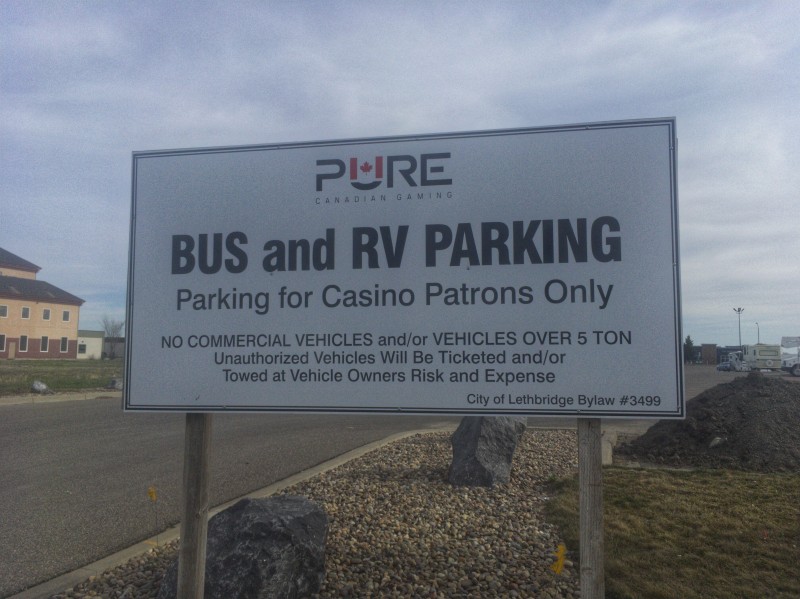 PURE
CANADIAN GAMING
BUS and RV PARKING
Parking for Casino Patrons Only
NO COMMERCIAL VEHICLES and/or VEHICLES OVER 5 TON
Unauthorized Vehicles Will Be Ticketed and/or
Towed at Vehicle Owners Risk and Expense
City of Lethbridge Bylaw #3499